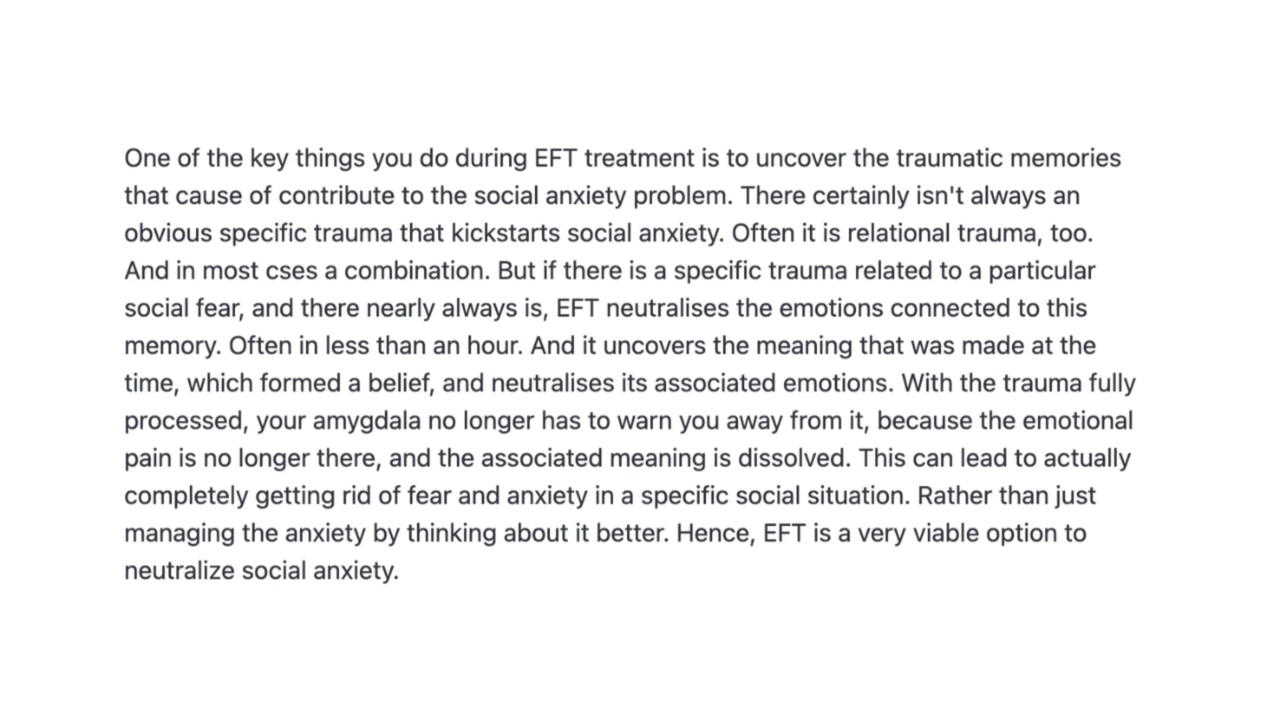 One of the key things you do during EFT treatment is to uncover the traumatic memories
that cause of contribute to the social anxiety problem. There certainly isn't always an
obvious specific trauma that kickstarts social anxiety. Often it is relational trauma, too.
And in most cses a combination. But if there is a specific trauma related to a particular
social fear, and there nearly always is, EFT neutralises the emotions connected to this
memory. Often in less than an hour. And it uncovers the meaning that was made at the
time, which formed a belief, and neutralises its associated emotions. With the trauma fully
processed, your amygdala no longer has to warn you away from it, because the emotional
pain is no longer there, and the associated meaning is dissolved. This can lead to actually
completely getting rid of fear and anxiety in a specific social situation. Rather than just
managing the anxiety by thinking about it better. Hence, EFT is a very viable option to
neutralize social anxiety.